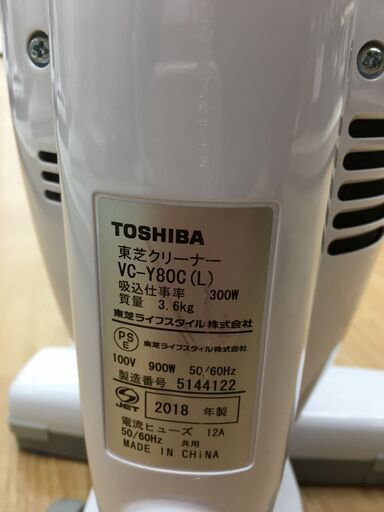 TOSHIBA
東芝クリーナー
VC-Y80C(L)
吸込仕事率 300W
質量 3.6kg
東芝ライフスタイル株式会社
PS
E 東芝ライフスタイル株式会社
100V 900W 50/60Hz
製造番号 5144122
S JET 2018 年製
電流ヒューズ 12A
50/60Hz 共用
MADE IN CHINA